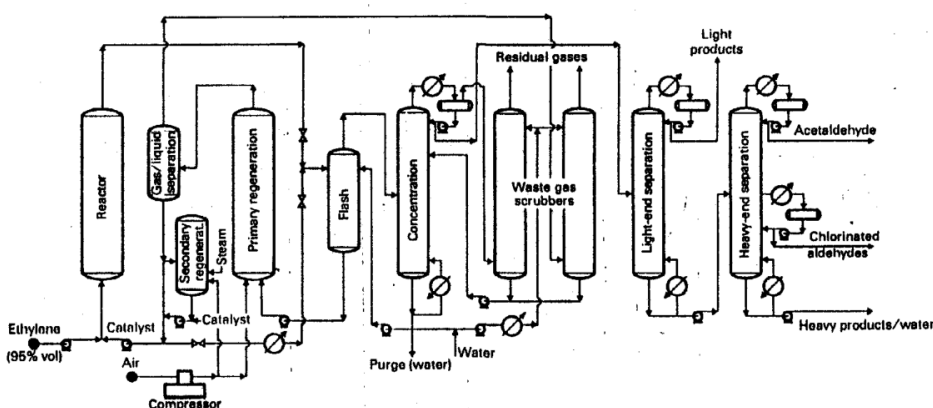 Light
products
Residual gases
Acetaldehyde
Reactor
Gas/liquid
separation
Primary regeneration
Flash
Concentration
Waste gas
scrubbers
Light-end separation
Heavy-end separation
Secondary
regenerat.
Steam
Chlorinated
aldehydes
Ethylene
(95% vol)
Catalyst
Catalyst
Heavy products/water
Air
Purge (water)
Water
Compressor